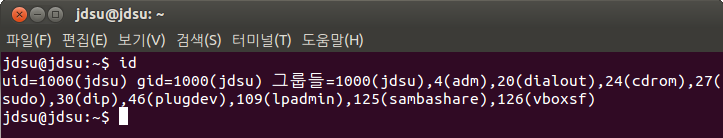 jdsu@jdsu: ~
파일(F) 편집(E) 보기(V) 검색(S) 터미널(T) 도움말(H)
jdsu@jdsu:~$ id
uid=1000(jdsu) gid=1000(jdsu) 그룹들=1000(jdsu),4(adm),20(dialout),24(cdrom),27(
sudo),30(dip),46(plugdev),109(lpadmin),125(sambashare),126(vboxsf)
jdsu@jdsu:~$